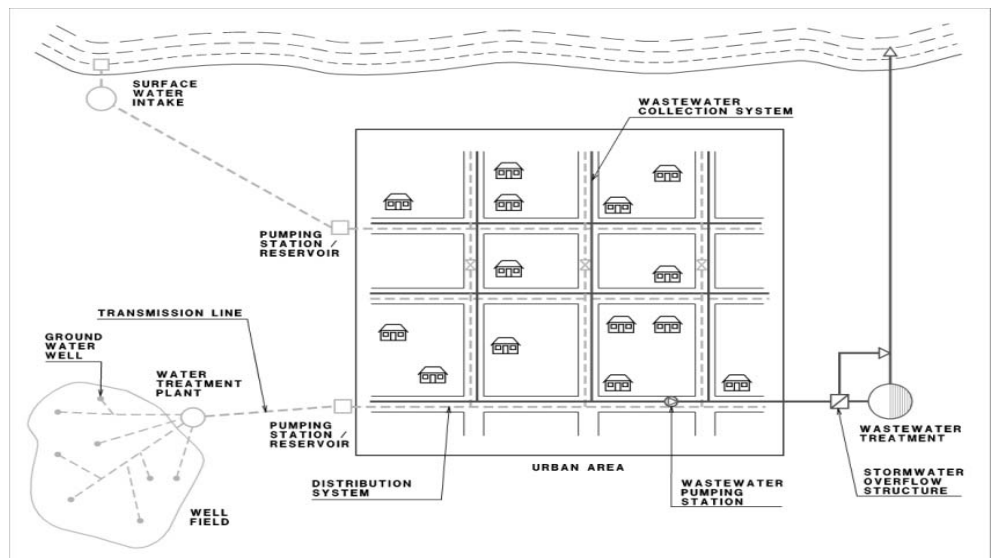 SURFACE
WATER
INTAKE
WASTEWATER
COLLECTION SYSTEM
PUMPING
STATION /
RESERVOIR
TRANSMISSION LINE
GROUND
WATER
WELL
WATER
TREATMENT
PLANT
PUMPING
STATION /
RESERVOIR
WASTEWATER
TREATMENT
URBAN AREA
DISTRIBUTION
SYSTEM
WASTEWATER
PUMPING
STATION
STORMWATER
OVERFLOW
STRUCTURE
WELL
FIELD